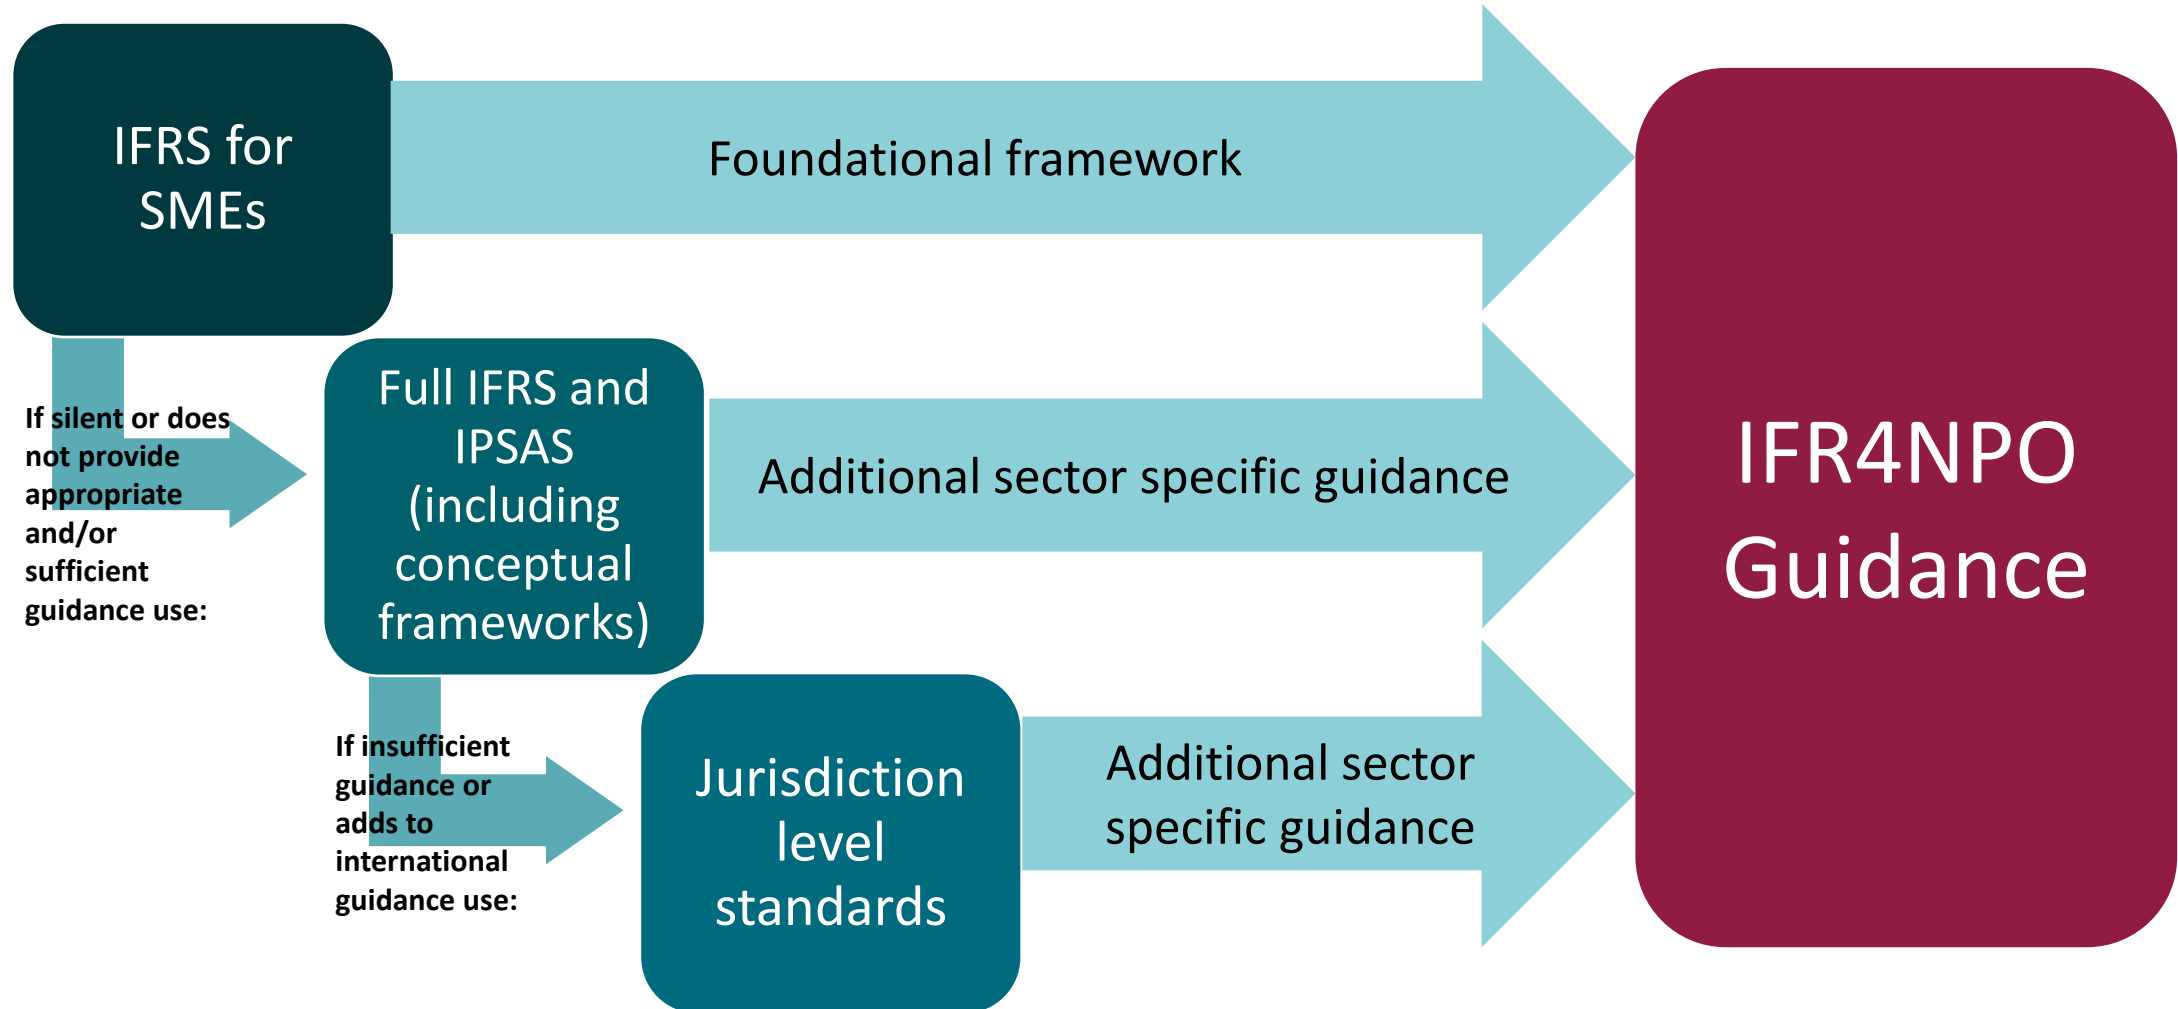 IFRS for
SMEs
Foundational framework
If silent or does
not provide
appropriate
and/or
sufficient
guidance use:
Full IFRS and
IPSAS
(including
conceptual
frameworks)
Additional sector specific guidance
If insufficient
guidance or
adds to
international
guidance use:
Jurisdiction
level
standards
Additional sector
specific guidance
IFR4NPO
Guidance